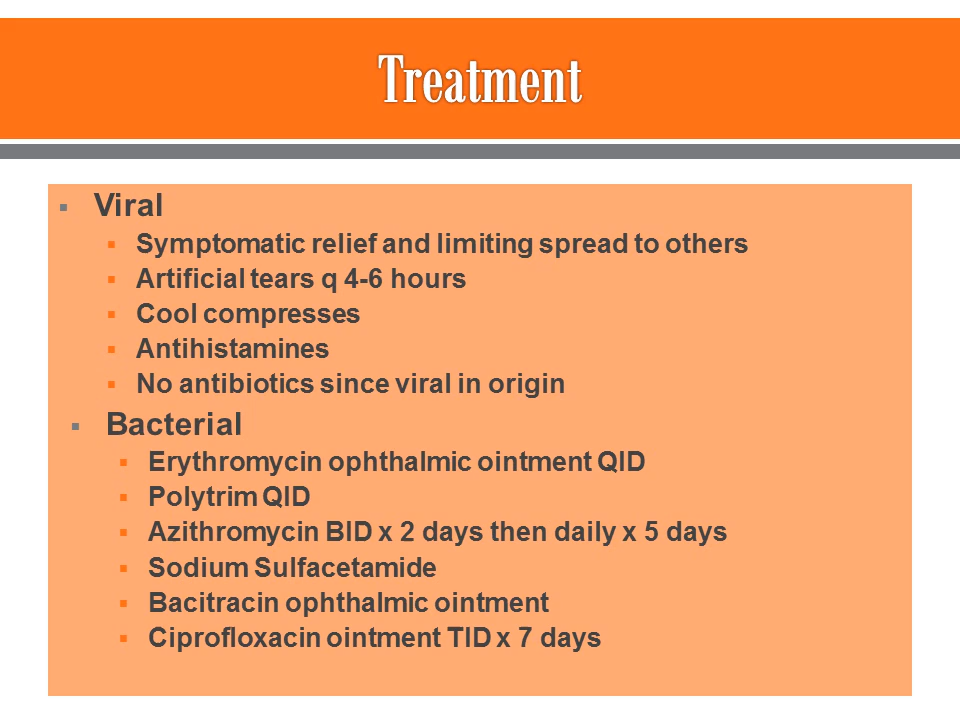 Treatment
Viral
Symptomatic relief and limiting spread to others
Artificial tears q 4-6 hours
Cool compresses
Antihistamines
No antibiotics since viral in origin
Bacterial
Erythromycin ophthalmic ointment QID
Polytrim QID
Azithromycin BID x 2 days then daily x 5 days
Sodium Sulfacetamide
Bacitracin ophthalmic ointment
Ciprofloxacin ointment TID x 7 days